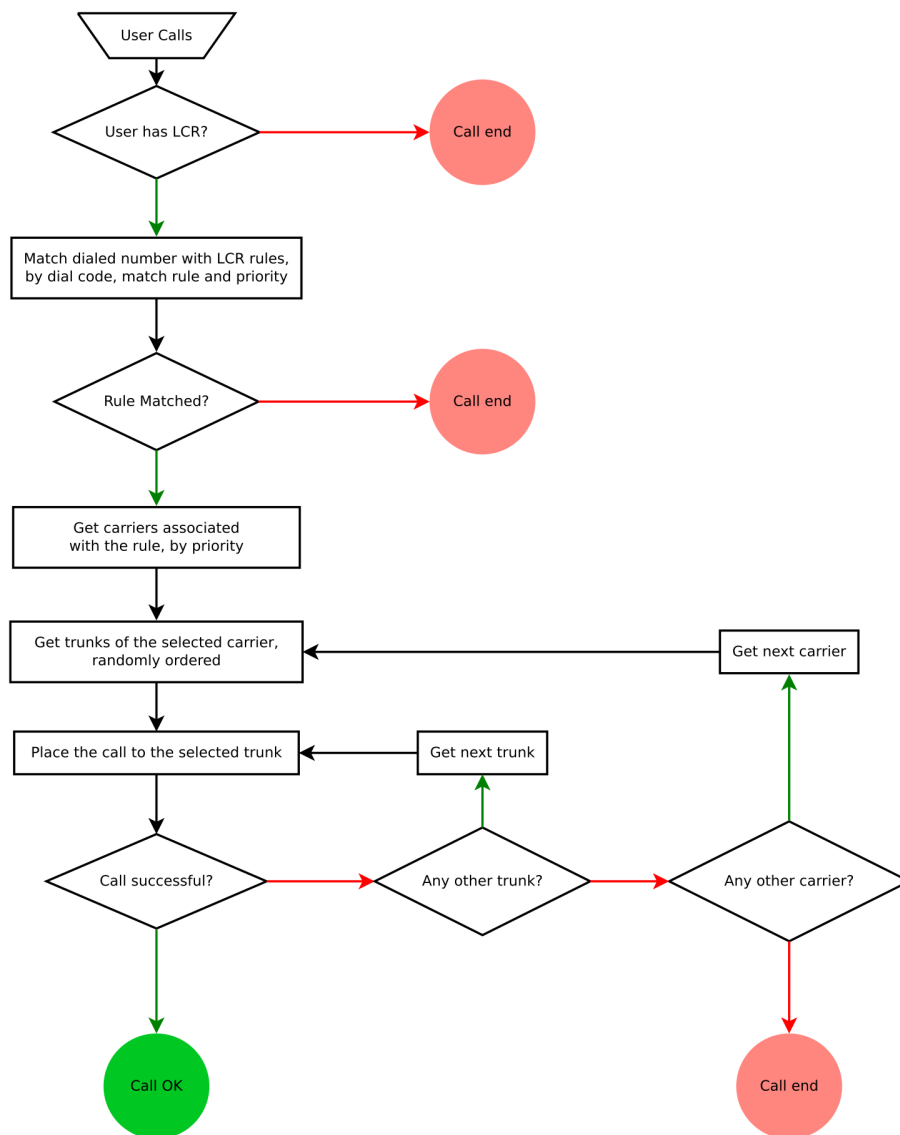 User Calls
User has LCR?
Call end
Match dialed number with LCR rules,
by dial code, match rule and priority
Rule Matched?
Call end
Get carriers associated
with the rule, by priority
Get trunks of the selected carrier,
randomly ordered
Get next carrier
Place the call to the selected trunk
Get next trunk
Call successful?
Any other trunk?
Any other carrier?
Call OK
Call end